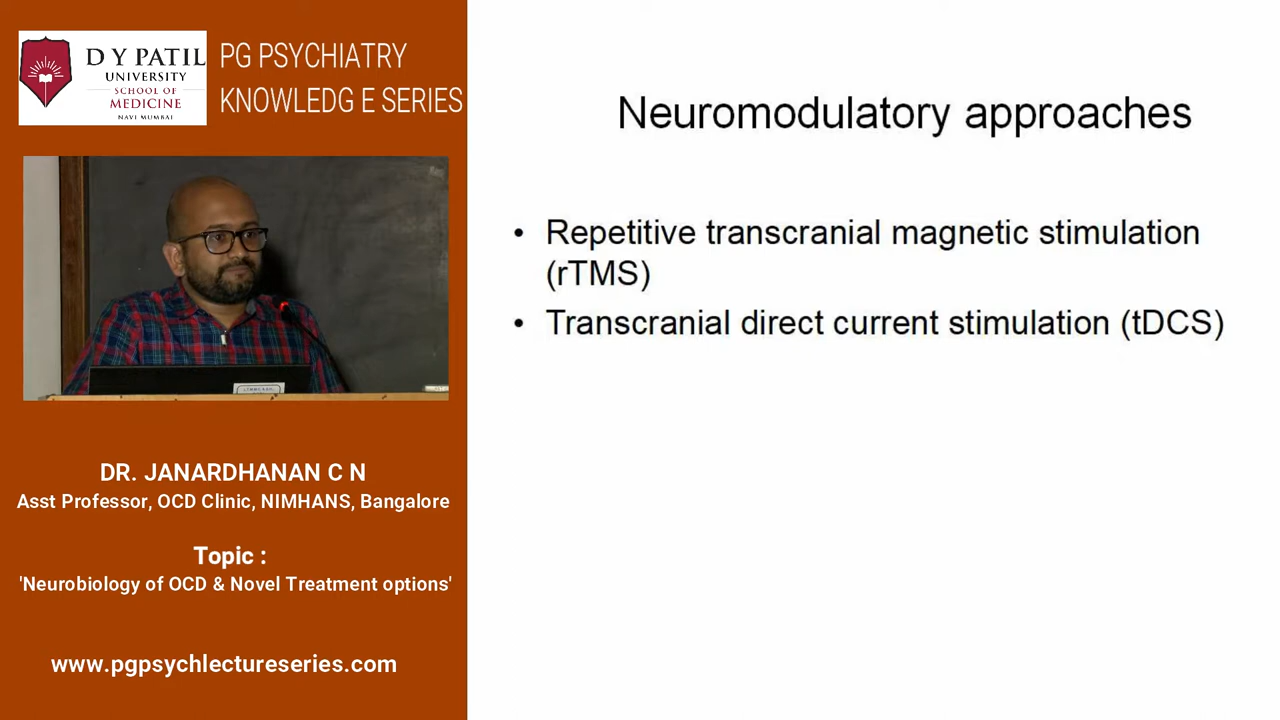 D Y PATIL
UNIVERSITY
SCHOOL OF
MEDICINE
NAVI MUMBAI
PG PSYCHIATRY
KNOWLEDG E SERIES
DR. JANARDHANAN C N
Asst Professor, OCD Clinic, NIMHANS, Bangalore
Topic :
'Neurobiology of OCD & Novel Treatment options'
www.pgpsychlectureseries.com
Neuromodulatory approaches
• Repetitive transcranial magnetic stimulation
(rTMS)
• Transcranial direct current stimulation (tDCS)